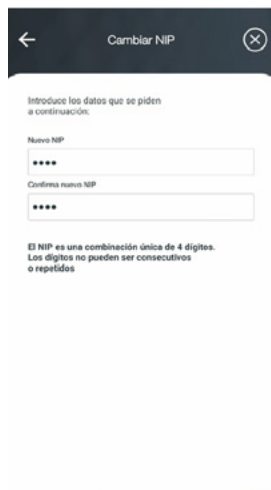 Cambiar NIP
Introduce los datos que se piden
a continuación:
Nuevo NIP
••••
Confirma nuevo NIP
••••
El NIP es una combinación única de 4 dígitos.
Los dígitos no pueden ser consecutivos
o repetidos